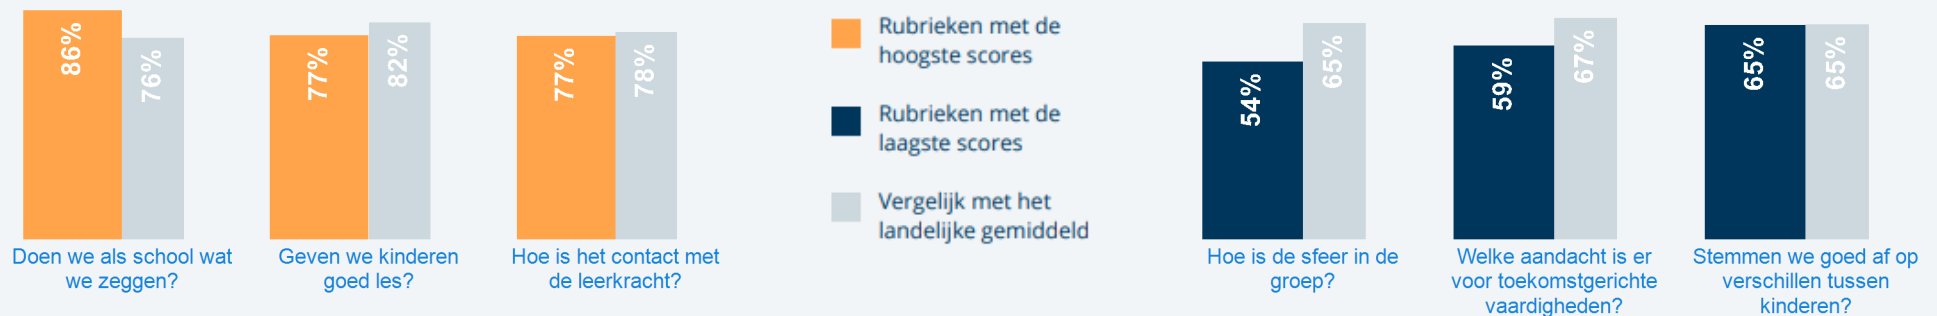 86%
76%
Doen we als school wat
we zeggen?
77%
82%
Geven we kinderen
goed les?
77%
78%
Hoe is het contact met
de leerkracht?
Rubrieken met de
hoogste scores
Rubrieken met de
laagste scores
Vergelijk met het
landelijke gemiddeld
54%
65%
Hoe is de sfeer in de
groep?
59%
67%
Welke aandacht is er
voor toekomstgerichte
vaardigheden?
65%
65%
Stemmen we goed af op
verschillen tussen
kinderen?